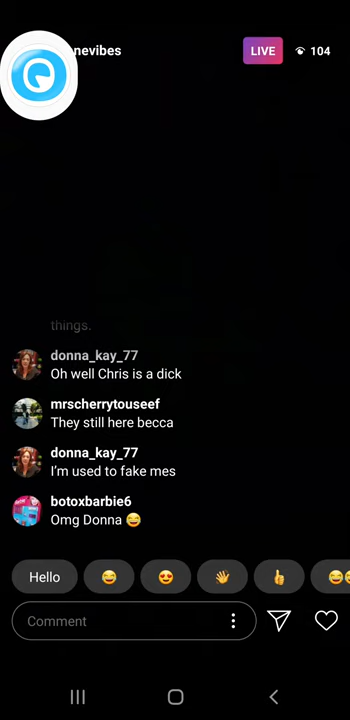 nevibes
LIVE
104
things.
donna_kay_77
Oh well Chris is a dick
mrscherrytouseef
They still here becca
donna_kay_77
I'm used to fake mes
botoxbarbie6
Omg Donna 😂
Hello 😂 😍 👋 👍 😂
Comment